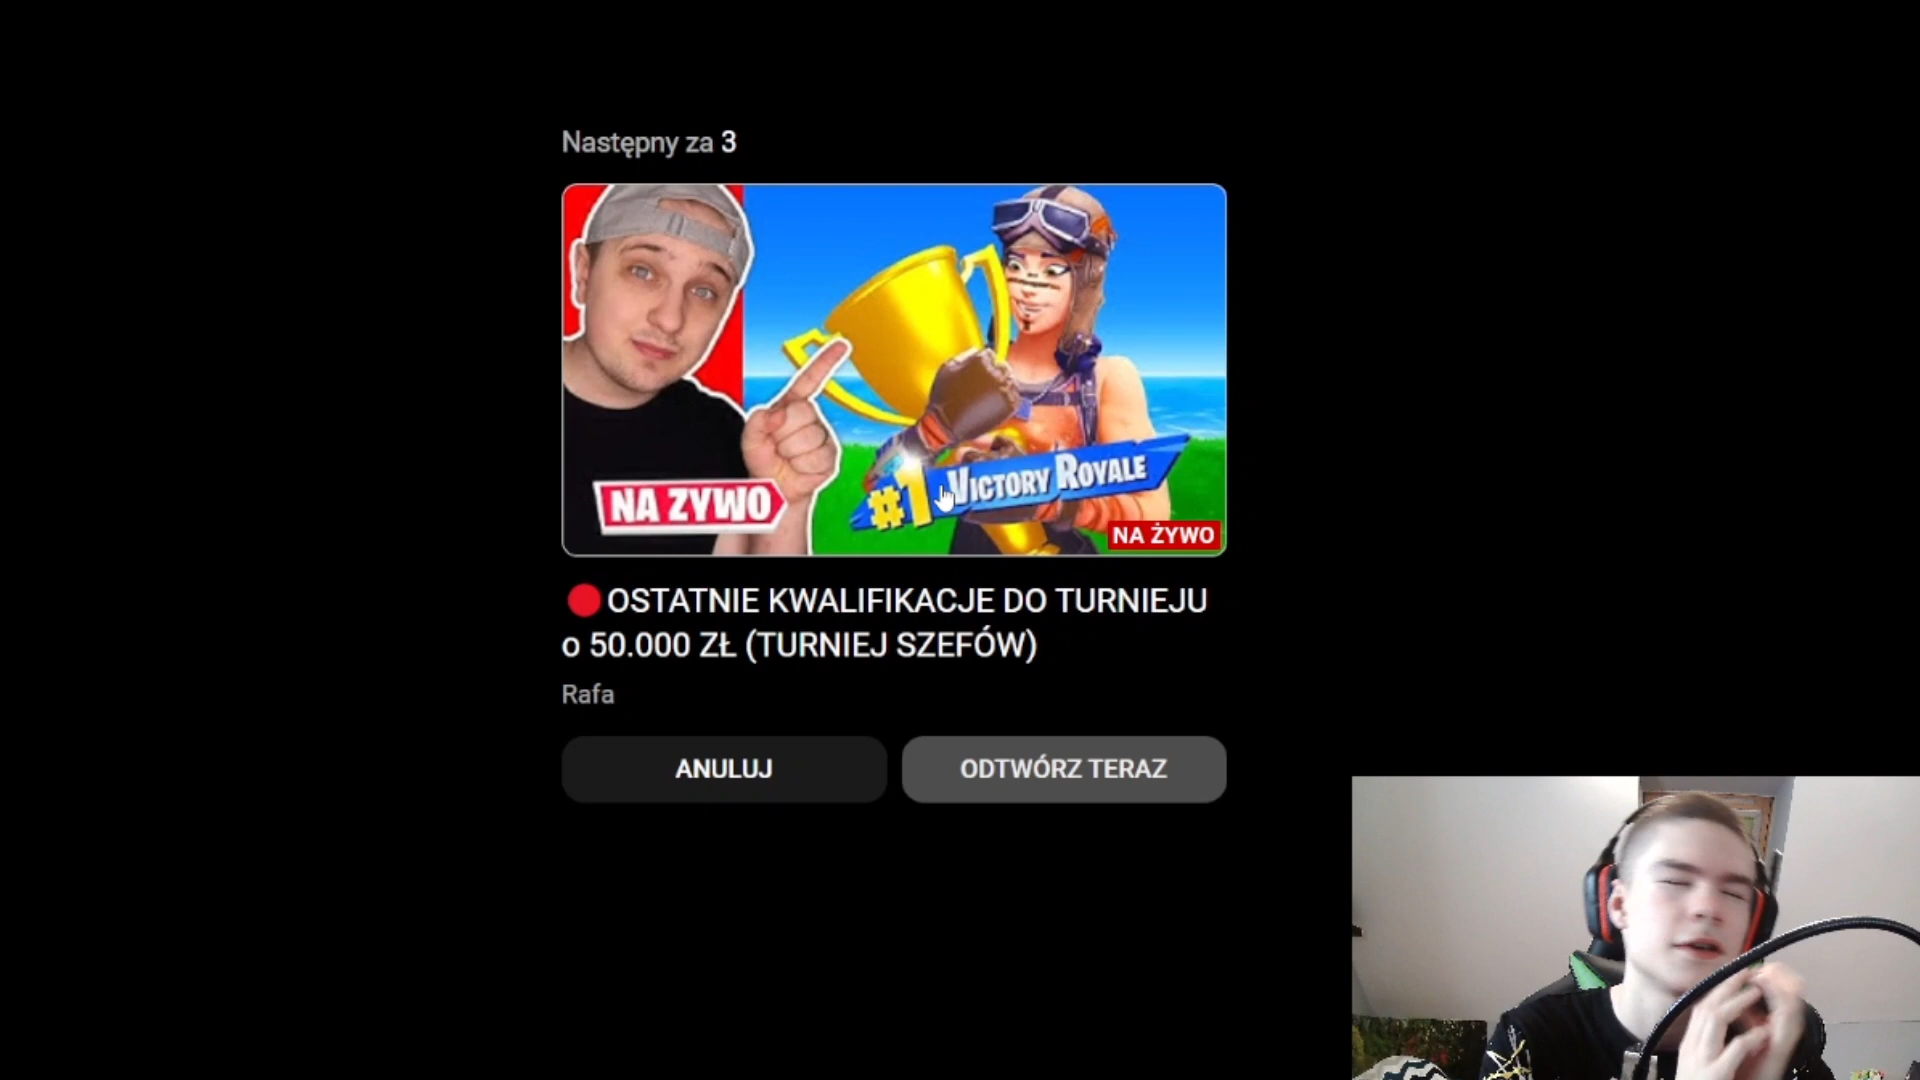 Następny za 3
NA ZYWO
#1 VICTORY ROYALE
NA ŻYWO
🔴OSTATNIE KWALIFIKACJE DO TURNIEJU
o 50.000 ZŁ (TURNIEJ SZEFÓW)
Rafa
ANULUJ
ODTWÓRZ TERAZ